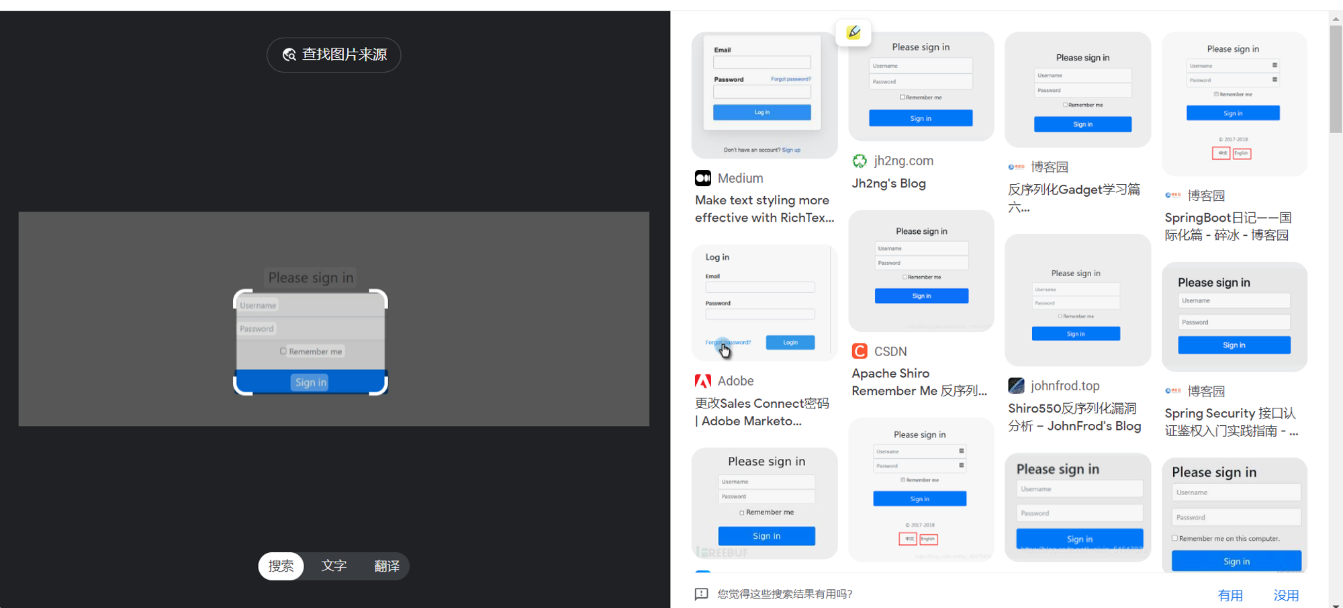 查找图片来源
Please sign in
Username
Password
Remember me
Sign in
搜索
文字
翻译
Email
Password
Forgot password?
Log in
Don't have an account? Sign up
Medium
Make text styling more
effective with RichTex...
Log in
Email
Password
Forgot password?
Login
Adobe
更改Sales Connect密码
| Adobe Marketo...
Please sign in
Username
Password
Remember me
Sign in
FREEBUF
Please sign in
Username
Password
Remember me
Sign in
jh2ng.com
Jh2ng's Blog
Please sign in
Username
Password
Remember me
Sign in
CSDN
Apache Shiro
Remember Me 反序列...
Please sign in
Username
Password
Remember me
Sign in
© 2017-2018
中文
English
Please sign in
Username
Password
Remember me
Sign in
博客园
反序列化Gadget学习篇
六...
Please sign in
Username
Password
Remember me
Sign in
johnfrod.top
Shiro550反序列化漏洞
分析 – JohnFrod's Blog
Please sign in
Username
Password
Sign in
Please sign in
Username
Password
Remember me
Sign in
© 2017-2018
中文
English
博客园
SpringBoot日记——国
际化篇 - 碎冰 - 博客园
Please sign in
Username
Password
Sign in
博客园
Spring Security 接口认
证鉴权入门实践指南 - ...
Please sign in
Username
Password
Remember me on this computer.
Sign in
您觉得这些搜索结果有用吗?
有用
没用